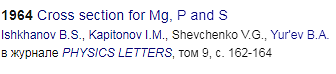 1964 Cross section for Mg, P and S
Ishkhanov B.S., Kapitonov I.M., Shevchenko V.G., Yur'ev B.A.
в журнале PHYSICS LETTERS, том 9, с. 162-164